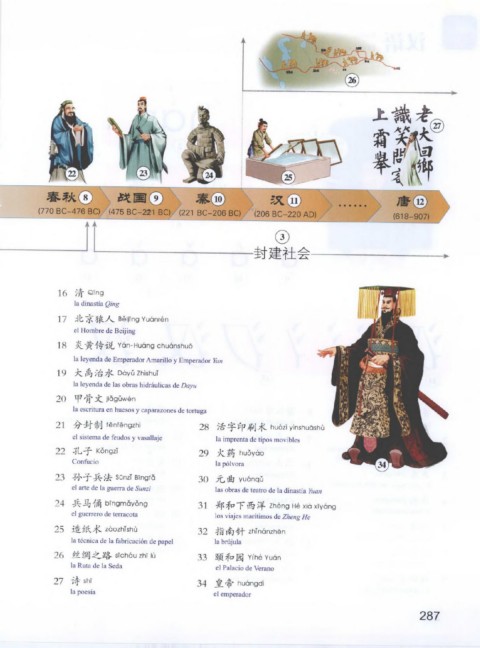 26
老大回鄉
識笑問
上霜舉
27
22
23
24
25
春秋 8
(770 BC–476 BC)
战国 9
(475 BC–221 BC)
秦 10
(221 BC–206 BC)
汉 11
(206 BC–220 AD)
……
唐 12
(618–907)
3
封建社会
16 清 Qīng
la dinastía Qing
17 北京猿人 Běijīng Yuánrén
el Hombre de Beijing
18 炎黄传说 Yán-Huáng chuánshuō
la leyenda de Emperador Amarillo y Emperador Yan
19 大禹治水 Dàyǔ Zhìshuǐ
la leyenda de las obras hidráulicas de Dayu
20 甲骨文 jiǎgǔwén
la escritura en huesos y caparazones de tortuga
21 分封制 fēnfēngzhì
el sistema de feudos y vasallaje
22 孔子 Kǒngzǐ
Confucio
23 孙子兵法 Sūnzǐ Bīngfǎ
el arte de la guerra de Sunzi
24 兵马俑 bīngmǎyǒng
el guerrero de terracota
25 造纸术 zàozhǐshù
la técnica de la fabricación de papel
26 丝绸之路 sīchóu zhī lù
la Ruta de la Seda
27 诗 shī
la poesía
28 活字印刷术 huózì yìnshuāshù
la imprenta de tipos movibles
29 火药 huǒyào
la pólvora
30 元曲 yuánqǔ
las obras de teatro de la dinastía Yuan
31 郑和下西洋 Zhèng Hé xià xīyáng
los viajes marítimos de Zheng He
32 指南针 zhǐnánzhēn
la brújula
33 颐和园 Yíhé Yuán
el Palacio de Verano
34 皇帝 huángdì
el emperador
34
287